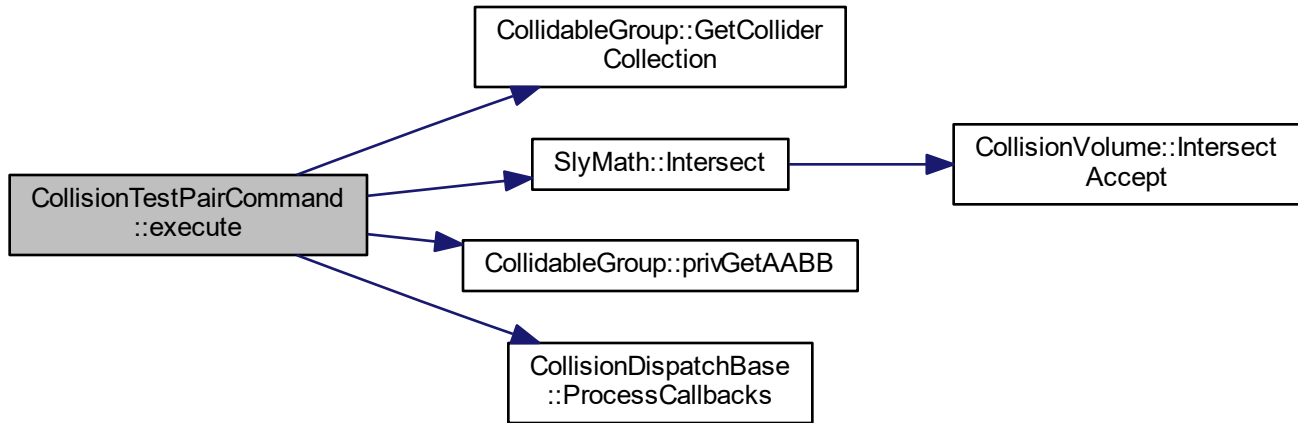 CollidableGroup::GetCollider
Collection
SlyMath::Intersect
CollisionVolume::Intersect
Accept
CollisionTestPairCommand
::execute
CollidableGroup::privGetAABB
CollisionDispatchBase
::ProcessCallbacks